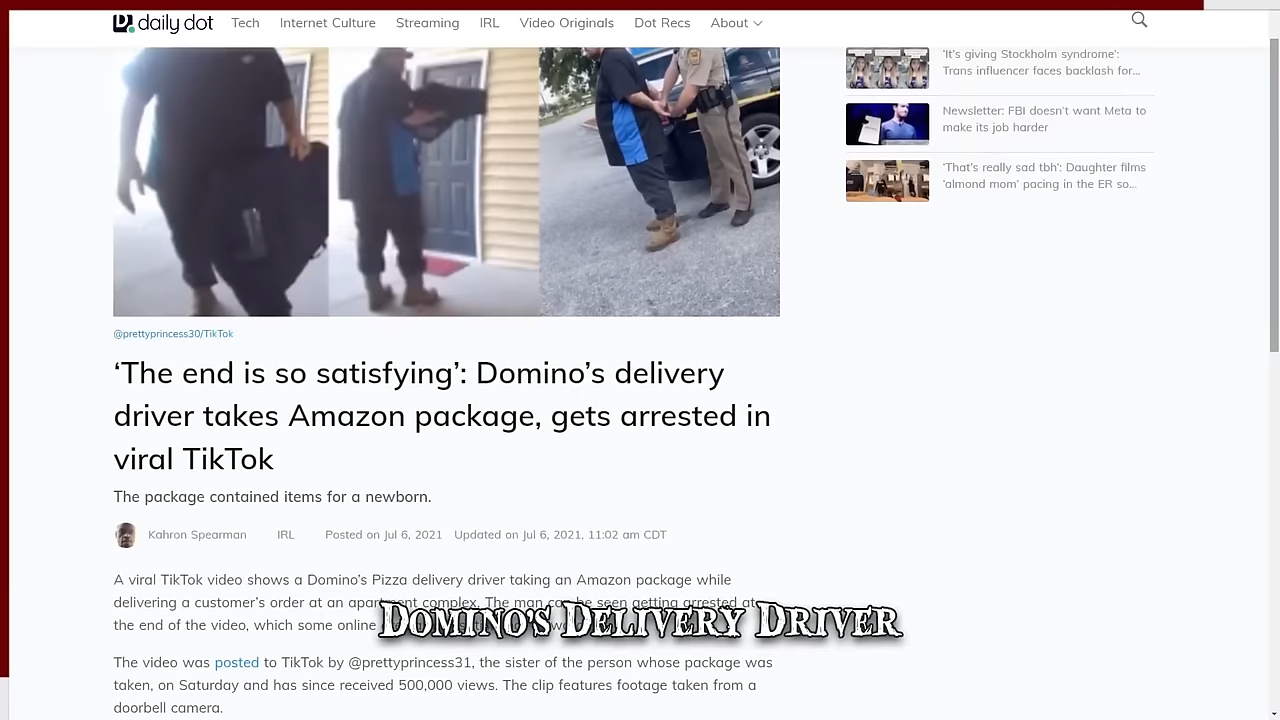 daily dot Tech Internet Culture Streaming IRL Video Originals Dot Recs About
'It's giving Stockholm syndrome':
Trans influencer faces backlash for...
Newsletter: FBI doesn't want Meta to
make its job harder
'That's really sad tbh': Daughter films
'almond mom' pacing in the ER so...
@prettyprincess30/TikTok
‘The end is so satisfying’: Domino’s delivery
driver takes Amazon package, gets arrested in
viral TikTok
The package contained items for a newborn.
Kahron Spearman IRL Posted on Jul 6, 2021 Updated on Jul 6, 2021, 11:02 am CDT
A viral TikTok video shows a Domino’s Pizza delivery driver taking an Amazon package while
delivering a customer’s order at an apartment complex. The man can be seen getting arrested at
the end of the video, which some online
Domino's Delivery Driver
The video was posted to TikTok by @prettyprincess31, the sister of the person whose package was
taken, on Saturday and has since received 500,000 views. The clip features footage taken from a
doorbell camera.